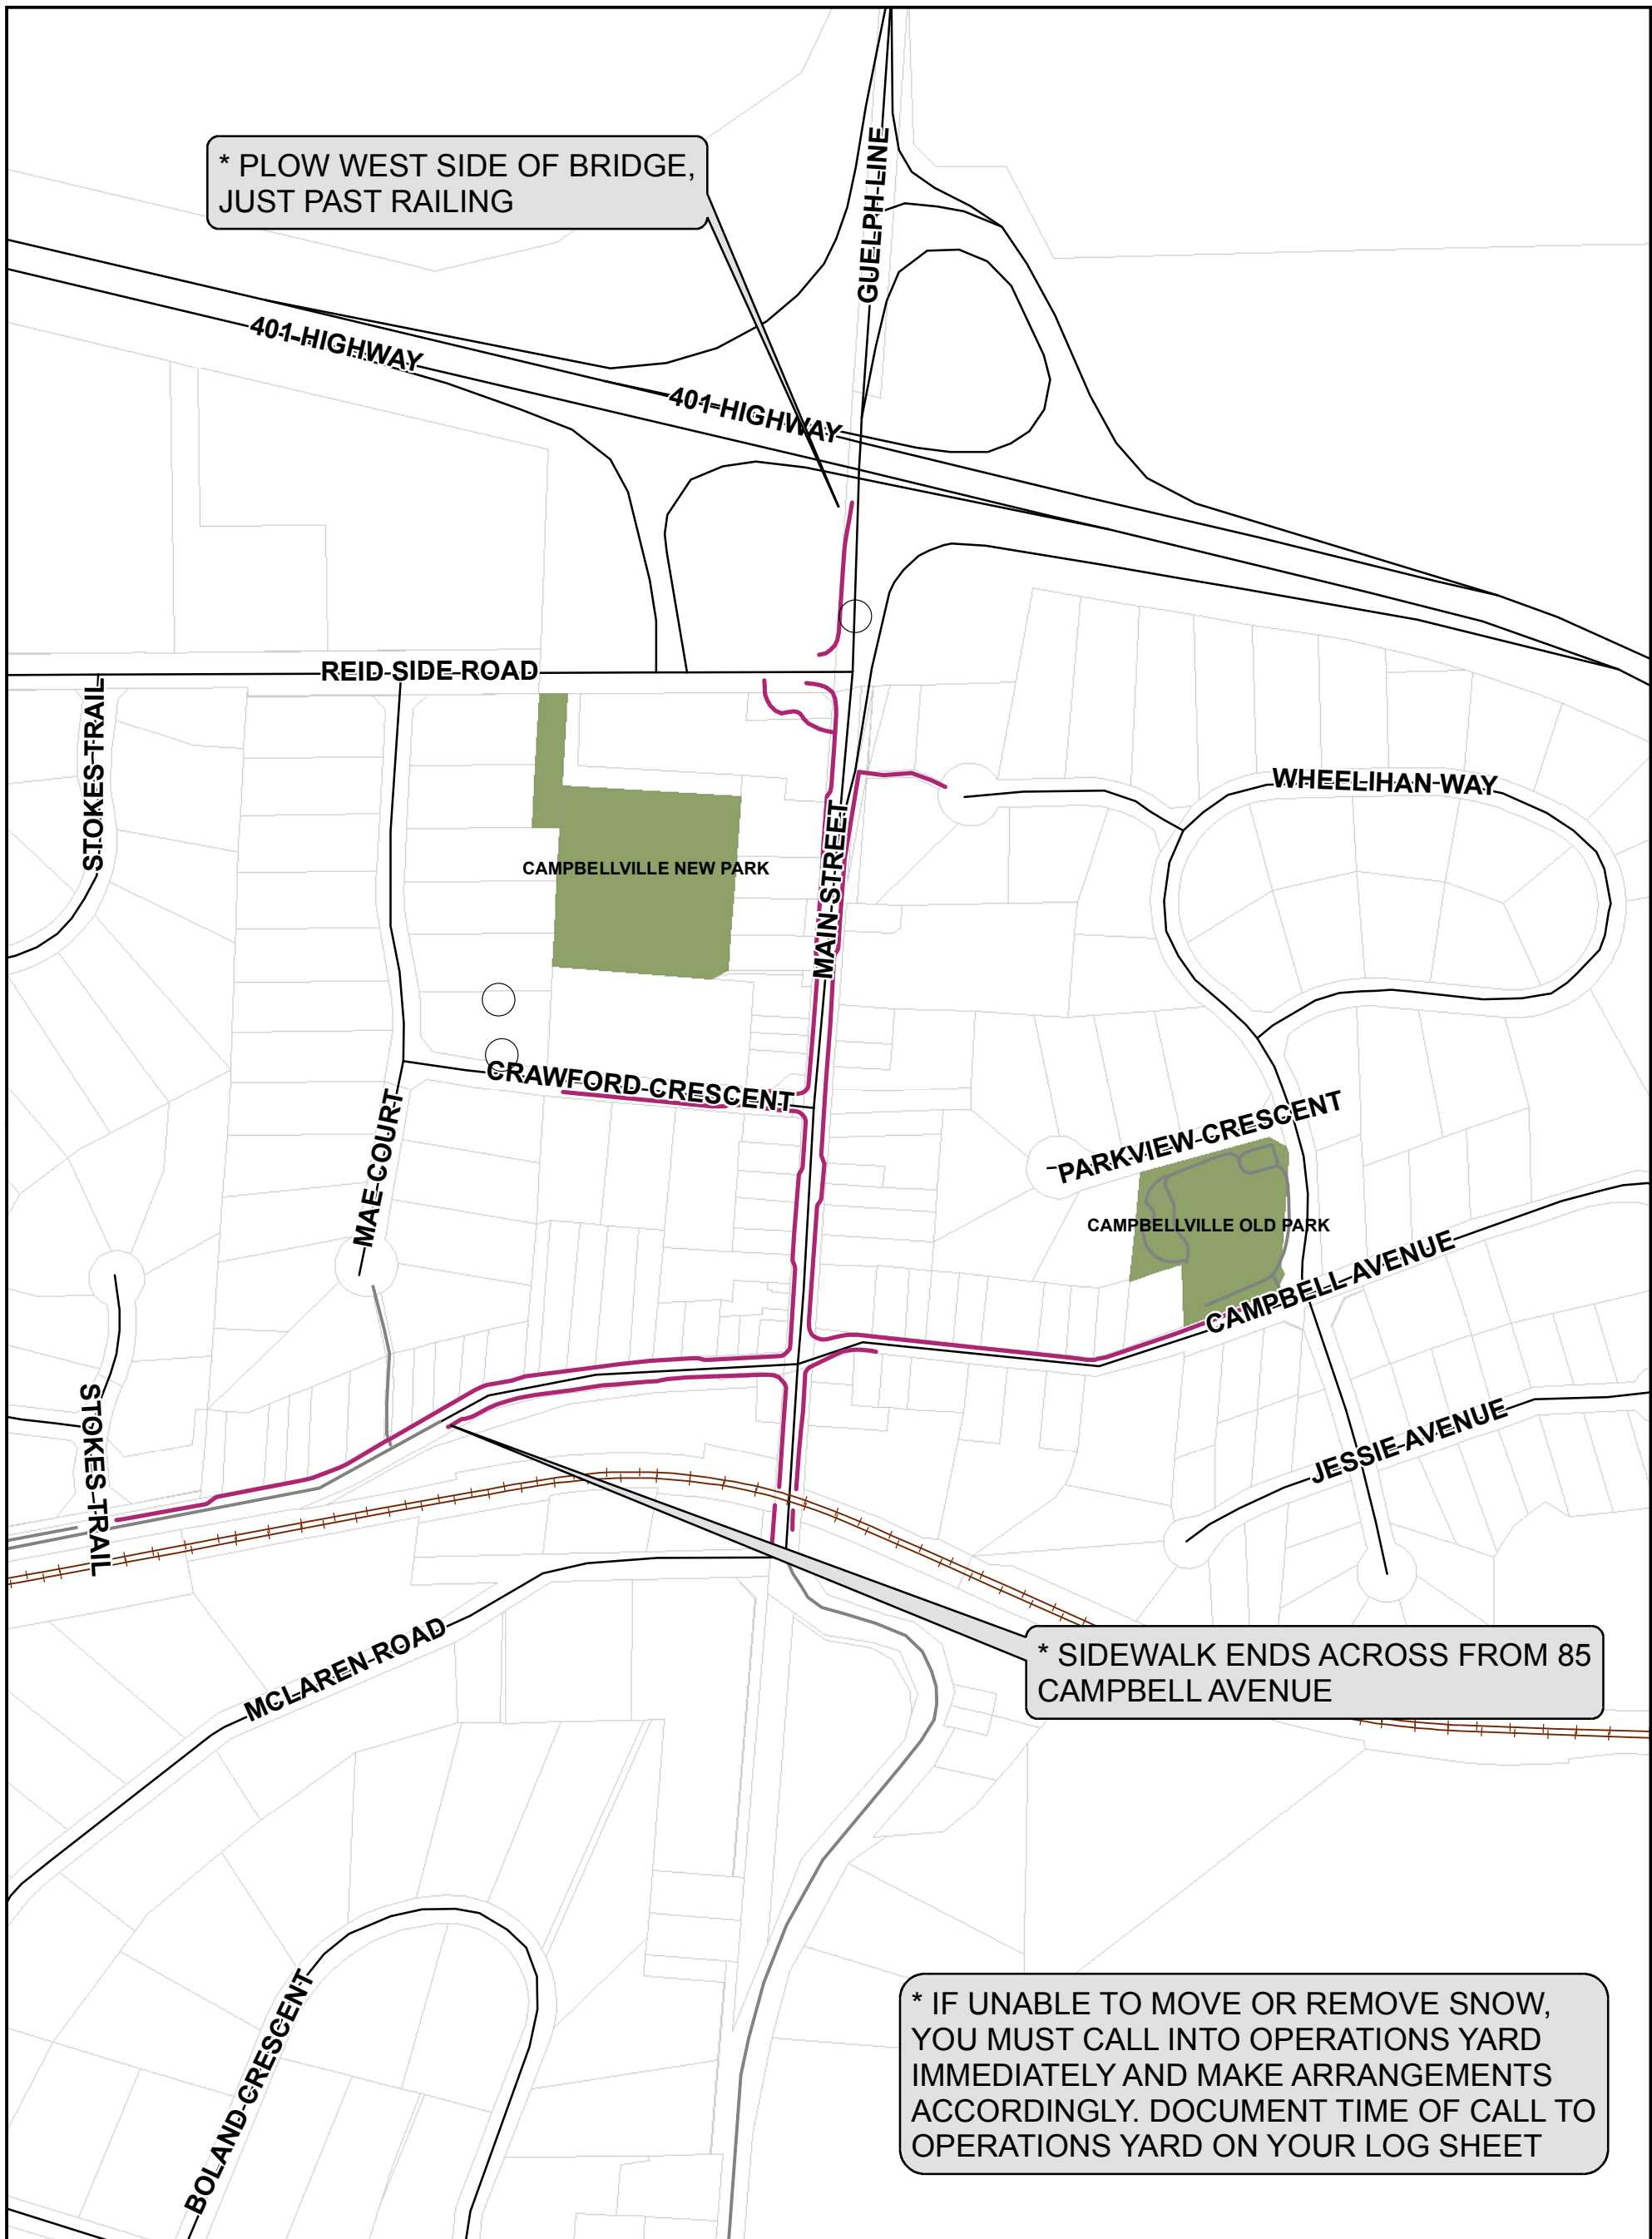 * PLOW WEST SIDE OF BRIDGE,
JUST PAST RAILING
GUELPH LINE
401 HIGHWAY
401 HIGHWAY
REID SIDE ROAD
STOKES TRAIL
WHEELIHAN WAY
CAMPBELLVILLE NEW PARK
MAIN STREET
CRAWFORD CRESCENT
MAE COURT
PARKVIEW CRESCENT
CAMPBELLVILLE OLD PARK
CAMPBELL AVENUE
STOKES TRAIL
JESSIE AVENUE
MCLAREN ROAD
* SIDEWALK ENDS ACROSS FROM 85
CAMPBELL AVENUE
BOLAND CRESCENT
* IF UNABLE TO MOVE OR REMOVE SNOW,
YOU MUST CALL INTO OPERATIONS YARD
IMMEDIATELY AND MAKE ARRANGEMENTS
ACCORDINGLY. DOCUMENT TIME OF CALL TO
OPERATIONS YARD ON YOUR LOG SHEET